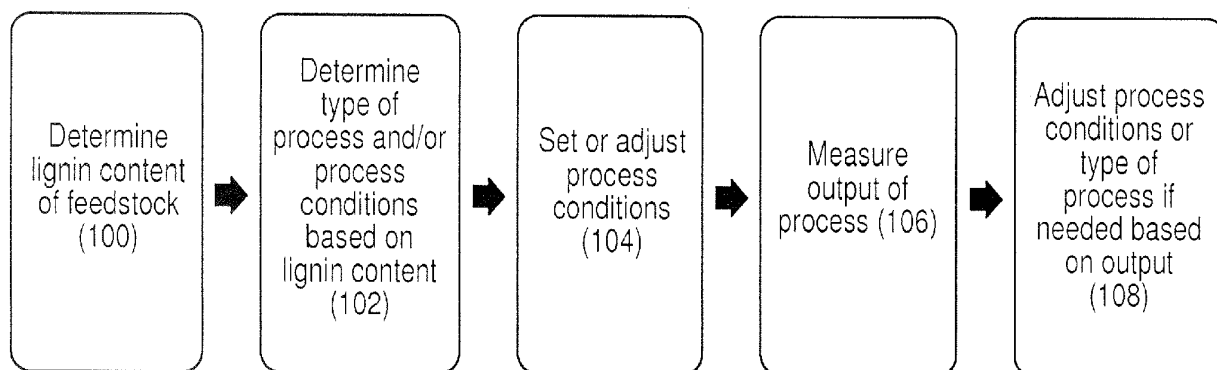 Determine
lignin content
of feedstock
(100)
Determine
type of
process and/or
process
conditions
based on
lignin content
(102)
Set or adjust
process
conditions
(104)
Measure
output of
process (106)
Adjust process
conditions or
type of
process if
needed based
on output
(108)